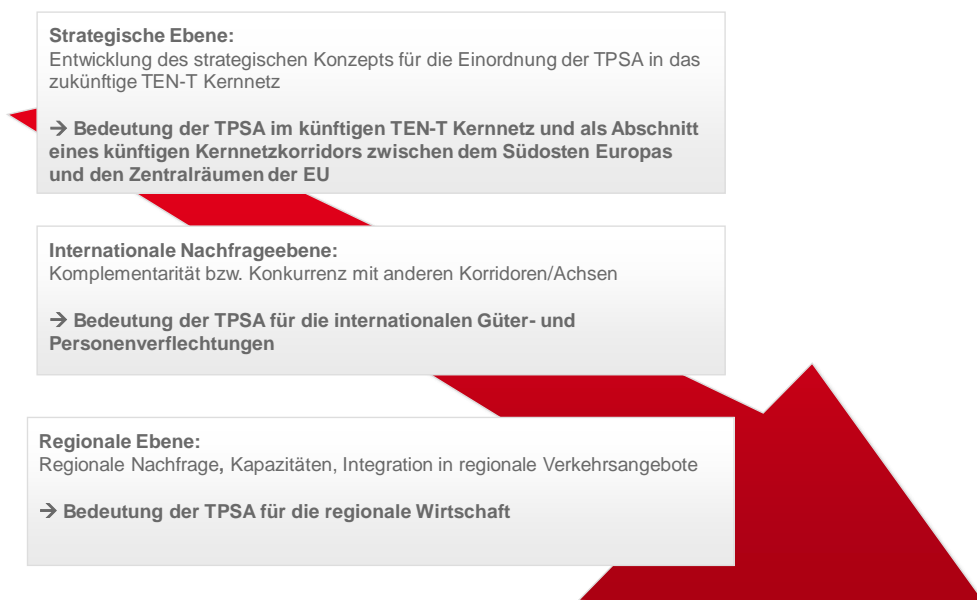 Strategische Ebene:
Entwicklung des strategischen Konzepts für die Einordnung der TPSA in das
zukünftige TEN-T Kernnetz
→ Bedeutung der TPSA im künftigen TEN-T Kernnetz und als Abschnitt
eines künftigen Kernnetzkorridors zwischen dem Südosten Europas
und den Zentralräumen der EU
Internationale Nachfrageebene:
Komplementarität bzw. Konkurrenz mit anderen Korridoren/Achsen
→ Bedeutung der TPSA für die internationalen Güter- und
Personenverflechtungen
Regionale Ebene:
Regionale Nachfrage, Kapazitäten, Integration in regionale Verkehrsangebote
→ Bedeutung der TPSA für die regionale Wirtschaft